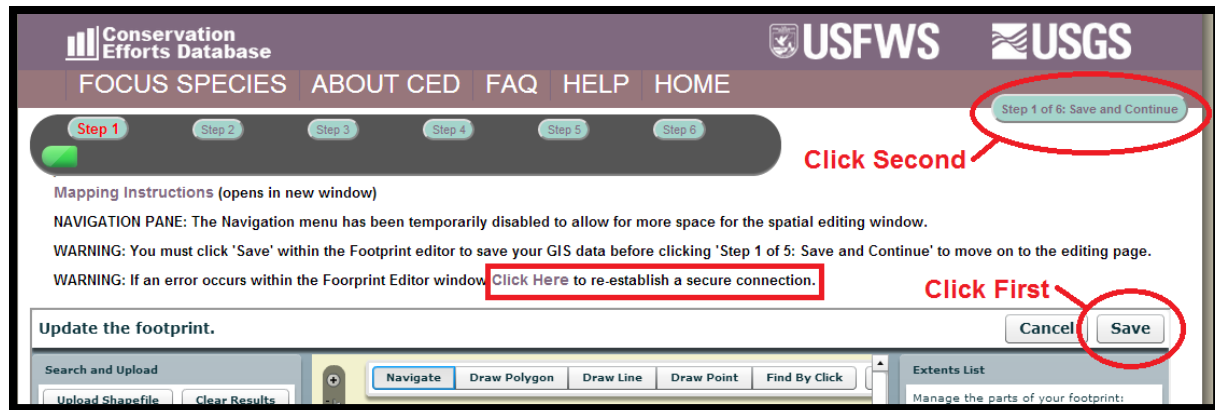 Conservation
Efforts Database
USFWS
USGS
FOCUS SPECIES ABOUT CED FAQ HELP HOME
Step 1 of 6: Save and Continue
Step 1 Step 2 Step 3 Step 4 Step 5 Step 6
Click Second
Mapping Instructions (opens in new window)
NAVIGATION PANE: The Navigation menu has been temporarily disabled to allow for more space for the spatial editing window.
WARNING: You must click 'Save' within the Footprint editor to save your GIS data before clicking 'Step 1 of 5: Save and Continue' to move on to the editing page.
WARNING: If an error occurs within the Foorprint Editor window Click Here to re-establish a secure connection.
Click First
Update the footprint. Cancel Save
Search and Upload
Navigate Draw Polygon Draw Line Draw Point Find By Click
Extents List
Upload Shapefile Clear Results
Manage the parts of your footprint: